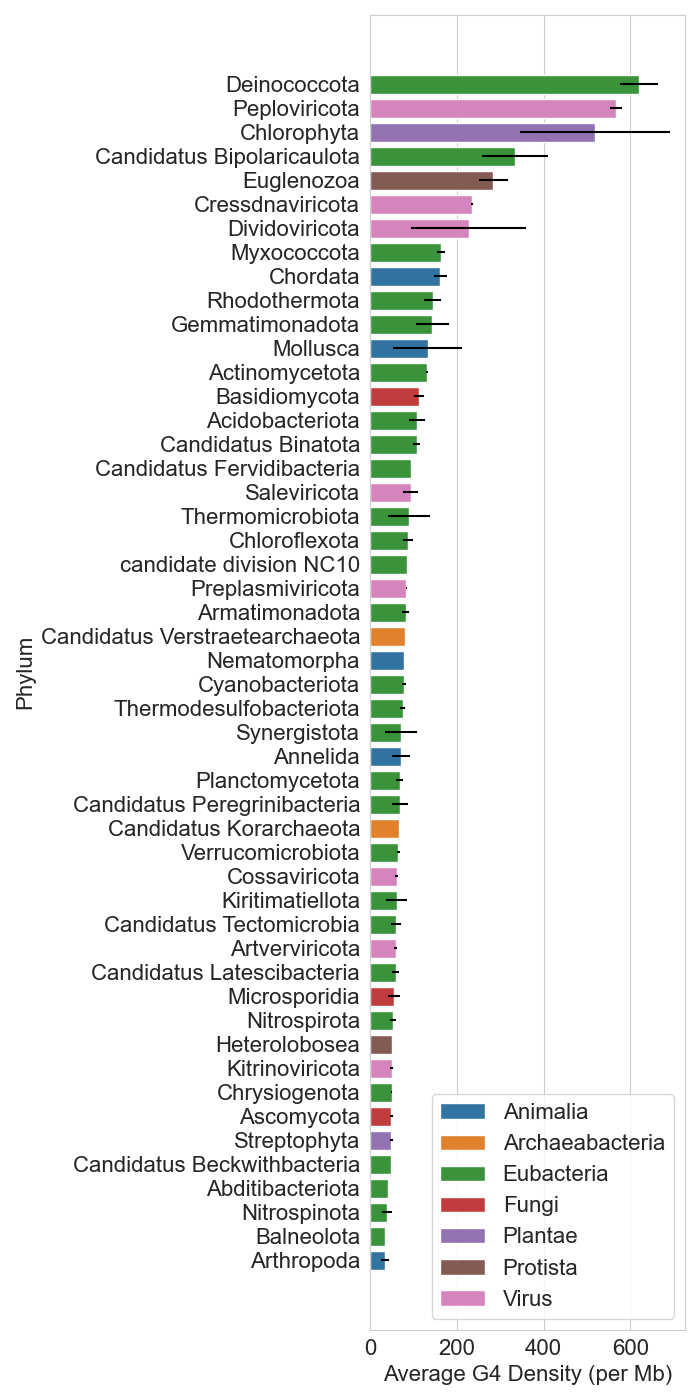 Phylum
Deinococcota
Peploviricota
Chlorophyta
Candidatus Bipolaricaulota
Euglenozoa
Cressdnaviricota
Dividoviricota
Myxococcota
Chordata
Rhodothermota
Gemmatimonadota
Mollusca
Actinomycetota
Basidiomycota
Acidobacteriota
Candidatus Binatota
Candidatus Fervidibacteria
Saleviricota
Thermomicrobiota
Chloroflexota
candidate division NC10
Preplasmiviricota
Armatimonadota
Candidatus Verstraetearchaeota
Nematomorpha
Cyanobacteriota
Thermodesulfobacteriota
Synergistota
Annelida
Planctomycetota
Candidatus Peregrinibacteria
Candidatus Korarchaeota
Verrucomicrobiota
Cossaviricota
Kiritimatiellota
Candidatus Tectomicrobia
Artverviricota
Candidatus Latescibacteria
Microsporidia
Nitrospirota
Heterolobosea
Kitrinoviricota
Chrysiogenota
Ascomycota
Streptophyta
Candidatus Beckwithbacteria
Abditibacteriota
Nitrospinota
Balneolota
Arthropoda
Animalia
Archaeabacteria
Eubacteria
Fungi
Plantae
Protista
Virus
0 200 400 600
Average G4 Density (per Mb)